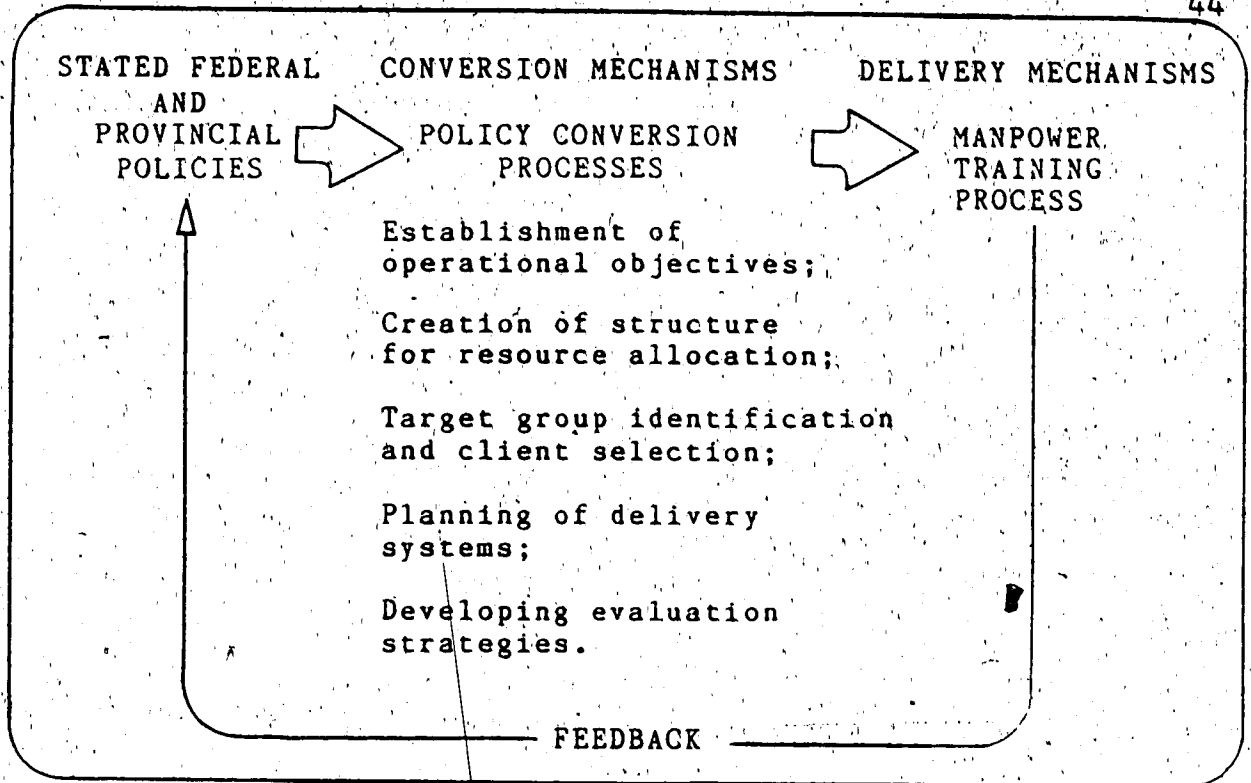 44
STATED FEDERAL
AND
PROVINCIAL
POLICIES
CONVERSION MECHANISMS
POLICY CONVERSION
PROCESSES
Establishment of
operational objectives;
Creation of structure
for resource allocation;
Target group identification
and client selection;
Planning of delivery
systems;
Developing evaluation
strategies.
DELIVERY MECHANISMS
MANPOWER
TRAINING
PROCESS
FEEDBACK